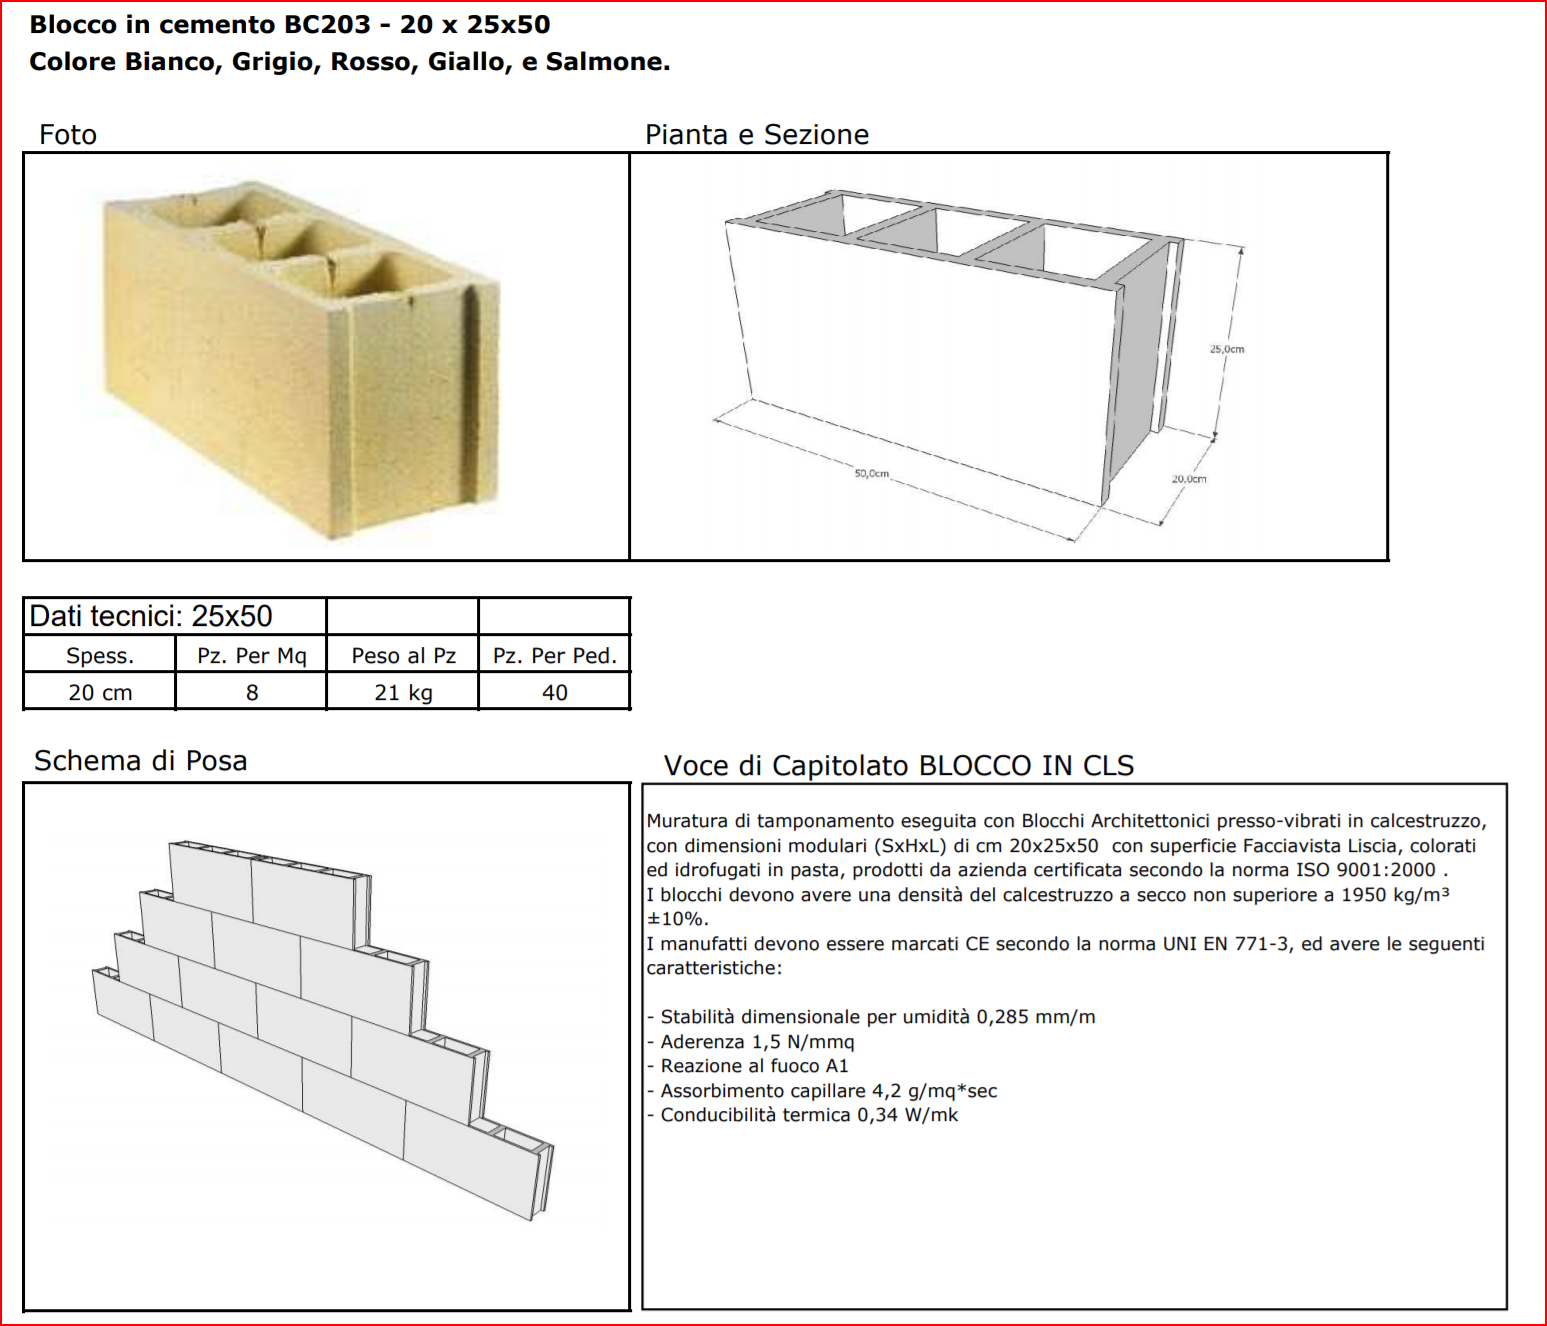 Blocco in cemento BC203 - 20 x 25x50
Colore Bianco, Grigio, Rosso, Giallo, e Salmone.
Foto
Pianta e Sezione
25,0cm
50,0cm
20,0cm
Dati tecnici: 25x50
Spess. Pz. Per Mq Peso al Pz Pz. Per Ped.
20 cm 8 21 kg 40
Schema di Posa
Voce di Capitolato BLOCCO IN CLS
Muratura di tamponamento eseguita con Blocchi Architettonici presso-vibrati in calcestruzzo,
con dimensioni modulari (SxHxL) di cm 20x25x50 con superficie Facciavista Liscia, colorati
ed idrofugati in pasta, prodotti da azienda certificata secondo la norma ISO 9001:2000 .
I blocchi devono avere una densità del calcestruzzo a secco non superiore a 1950 kg/m³
±10%.
I manufatti devono essere marcati CE secondo la norma UNI EN 771-3, ed avere le seguenti
caratteristiche:
- Stabilità dimensionale per umidità 0,285 mm/m
- Aderenza 1,5 N/mmq
- Reazione al fuoco A1
- Assorbimento capillare 4,2 g/mq*sec
- Conducibilità termica 0,34 W/mk